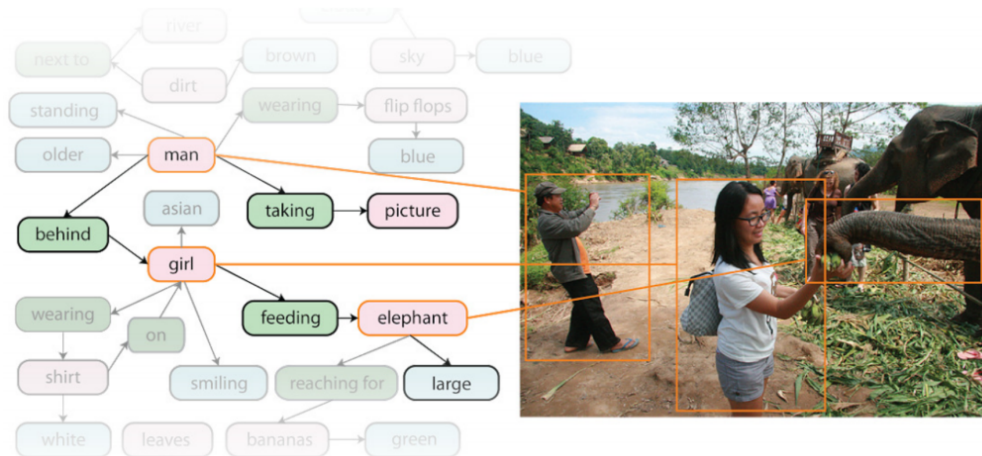 river
next to
brown
sky
blue
dirt
standing
wearing
flip flops
older
man
blue
asian
taking
picture
behind
girl
wearing
feeding
elephant
on
shirt
smiling
reaching for
large
white
leaves
bananas
green